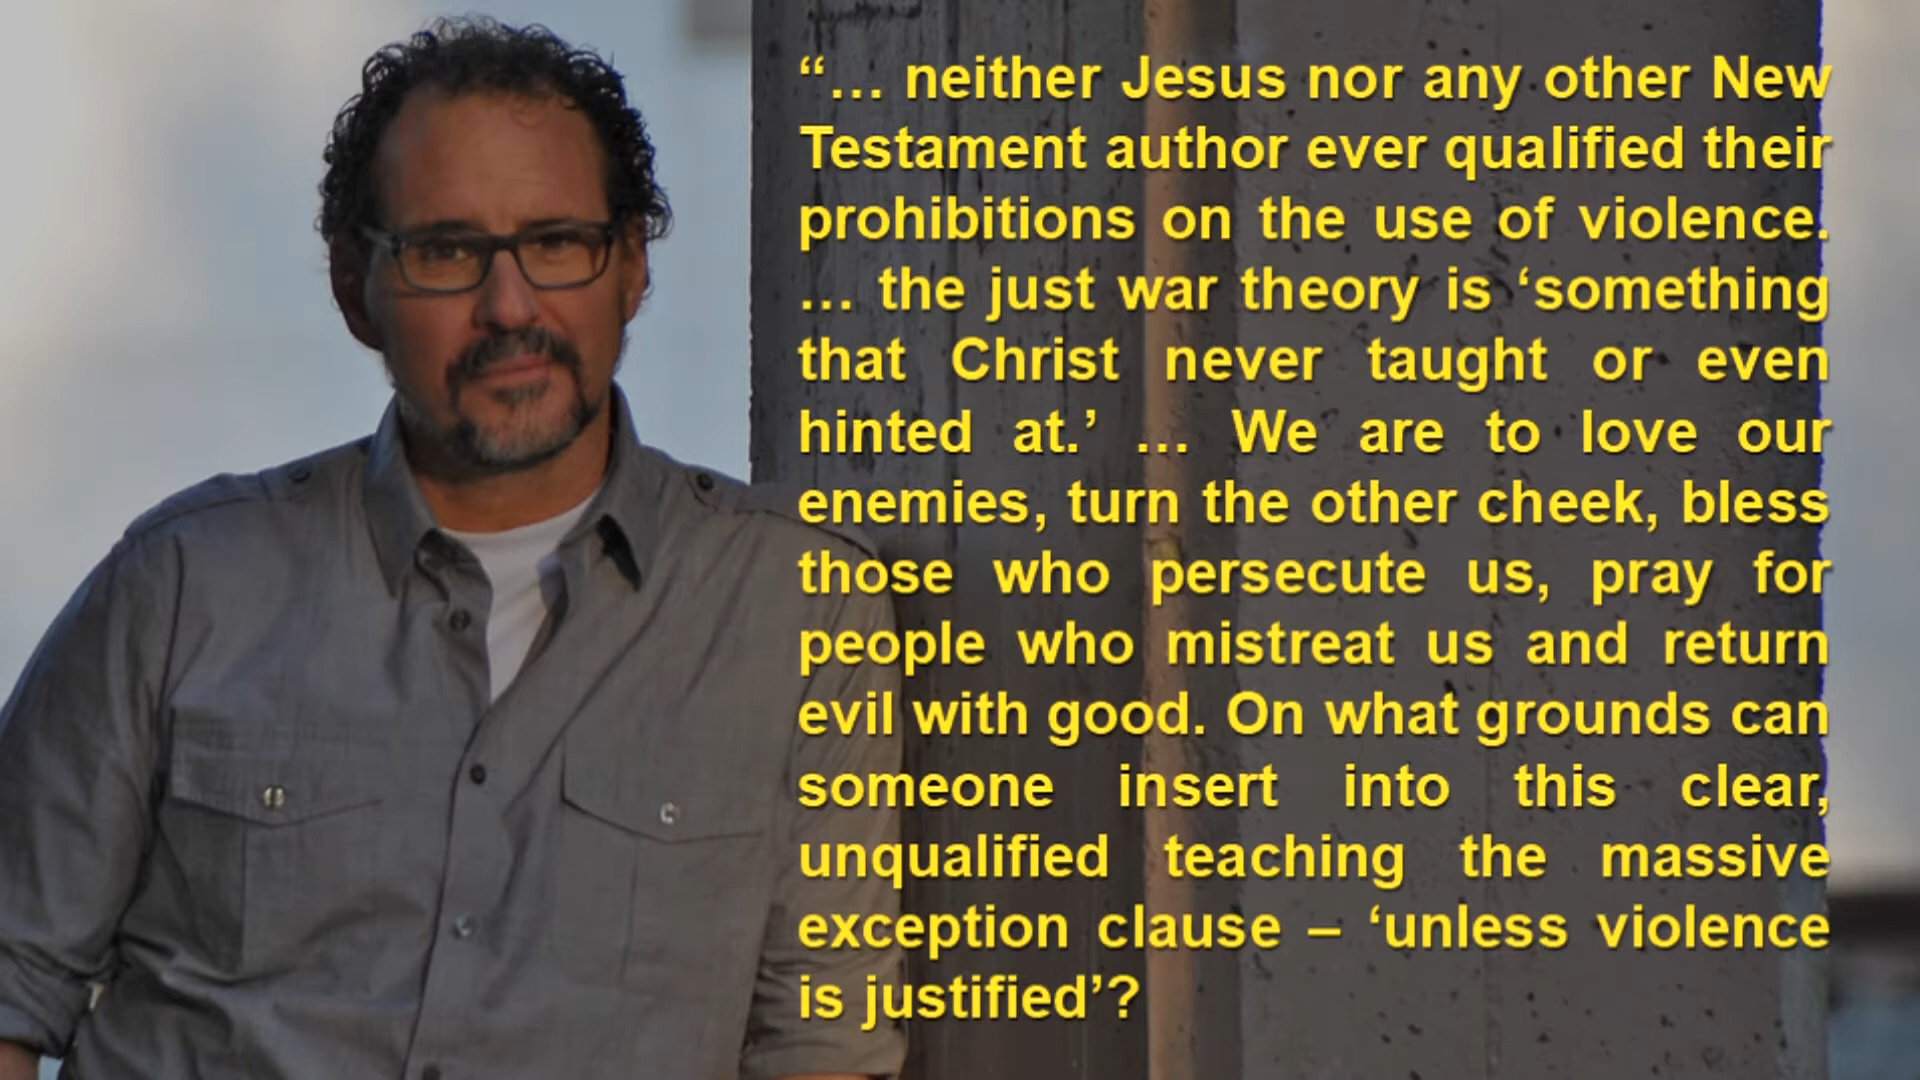 “… neither Jesus nor any other New
Testament author ever qualified their
prohibitions on the use of violence.
… the just war theory is ‘something
that Christ never taught or even
hinted at.’ … We are to love our
enemies, turn the other cheek, bless
those who persecute us, pray for
people who mistreat us and return
evil with good. On what grounds can
someone insert into this clear,
unqualified teaching the massive
exception clause – ‘unless violence
is justified’?